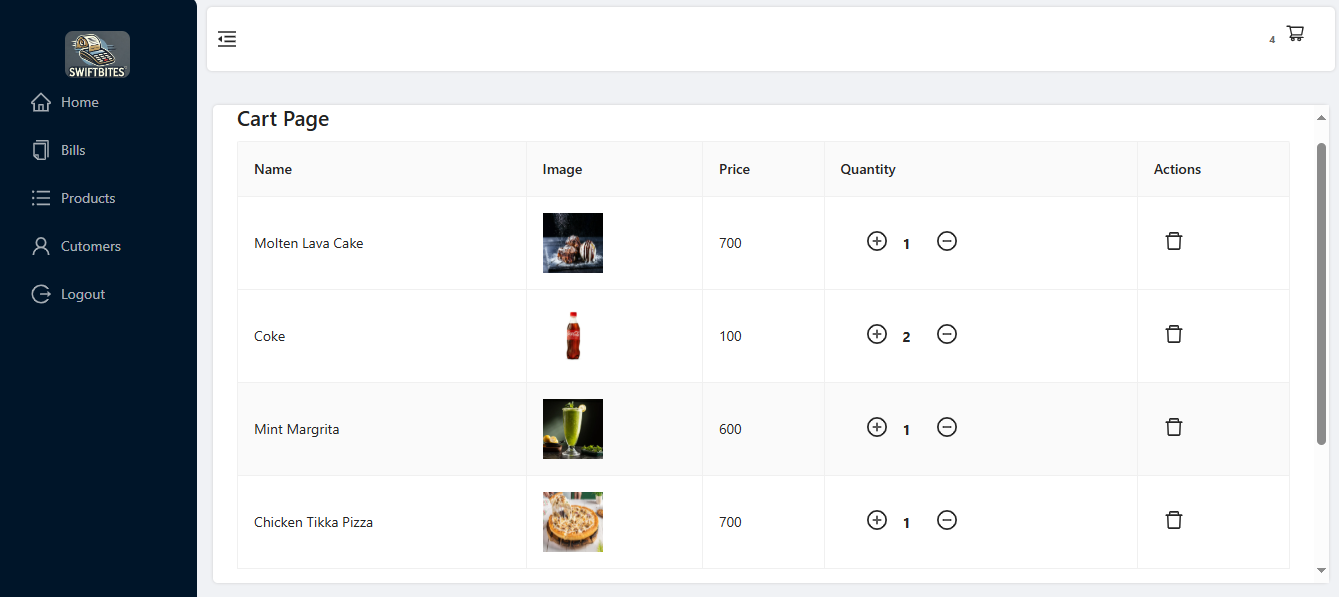 SWIFTBITES
Home
Bills
Products
Cutomers
Logout
4
Cart Page
Name Image Price Quantity Actions
Molten Lava Cake 700 1
Coke 100 2
Mint Margrita 600 1
Chicken Tikka Pizza 700 1